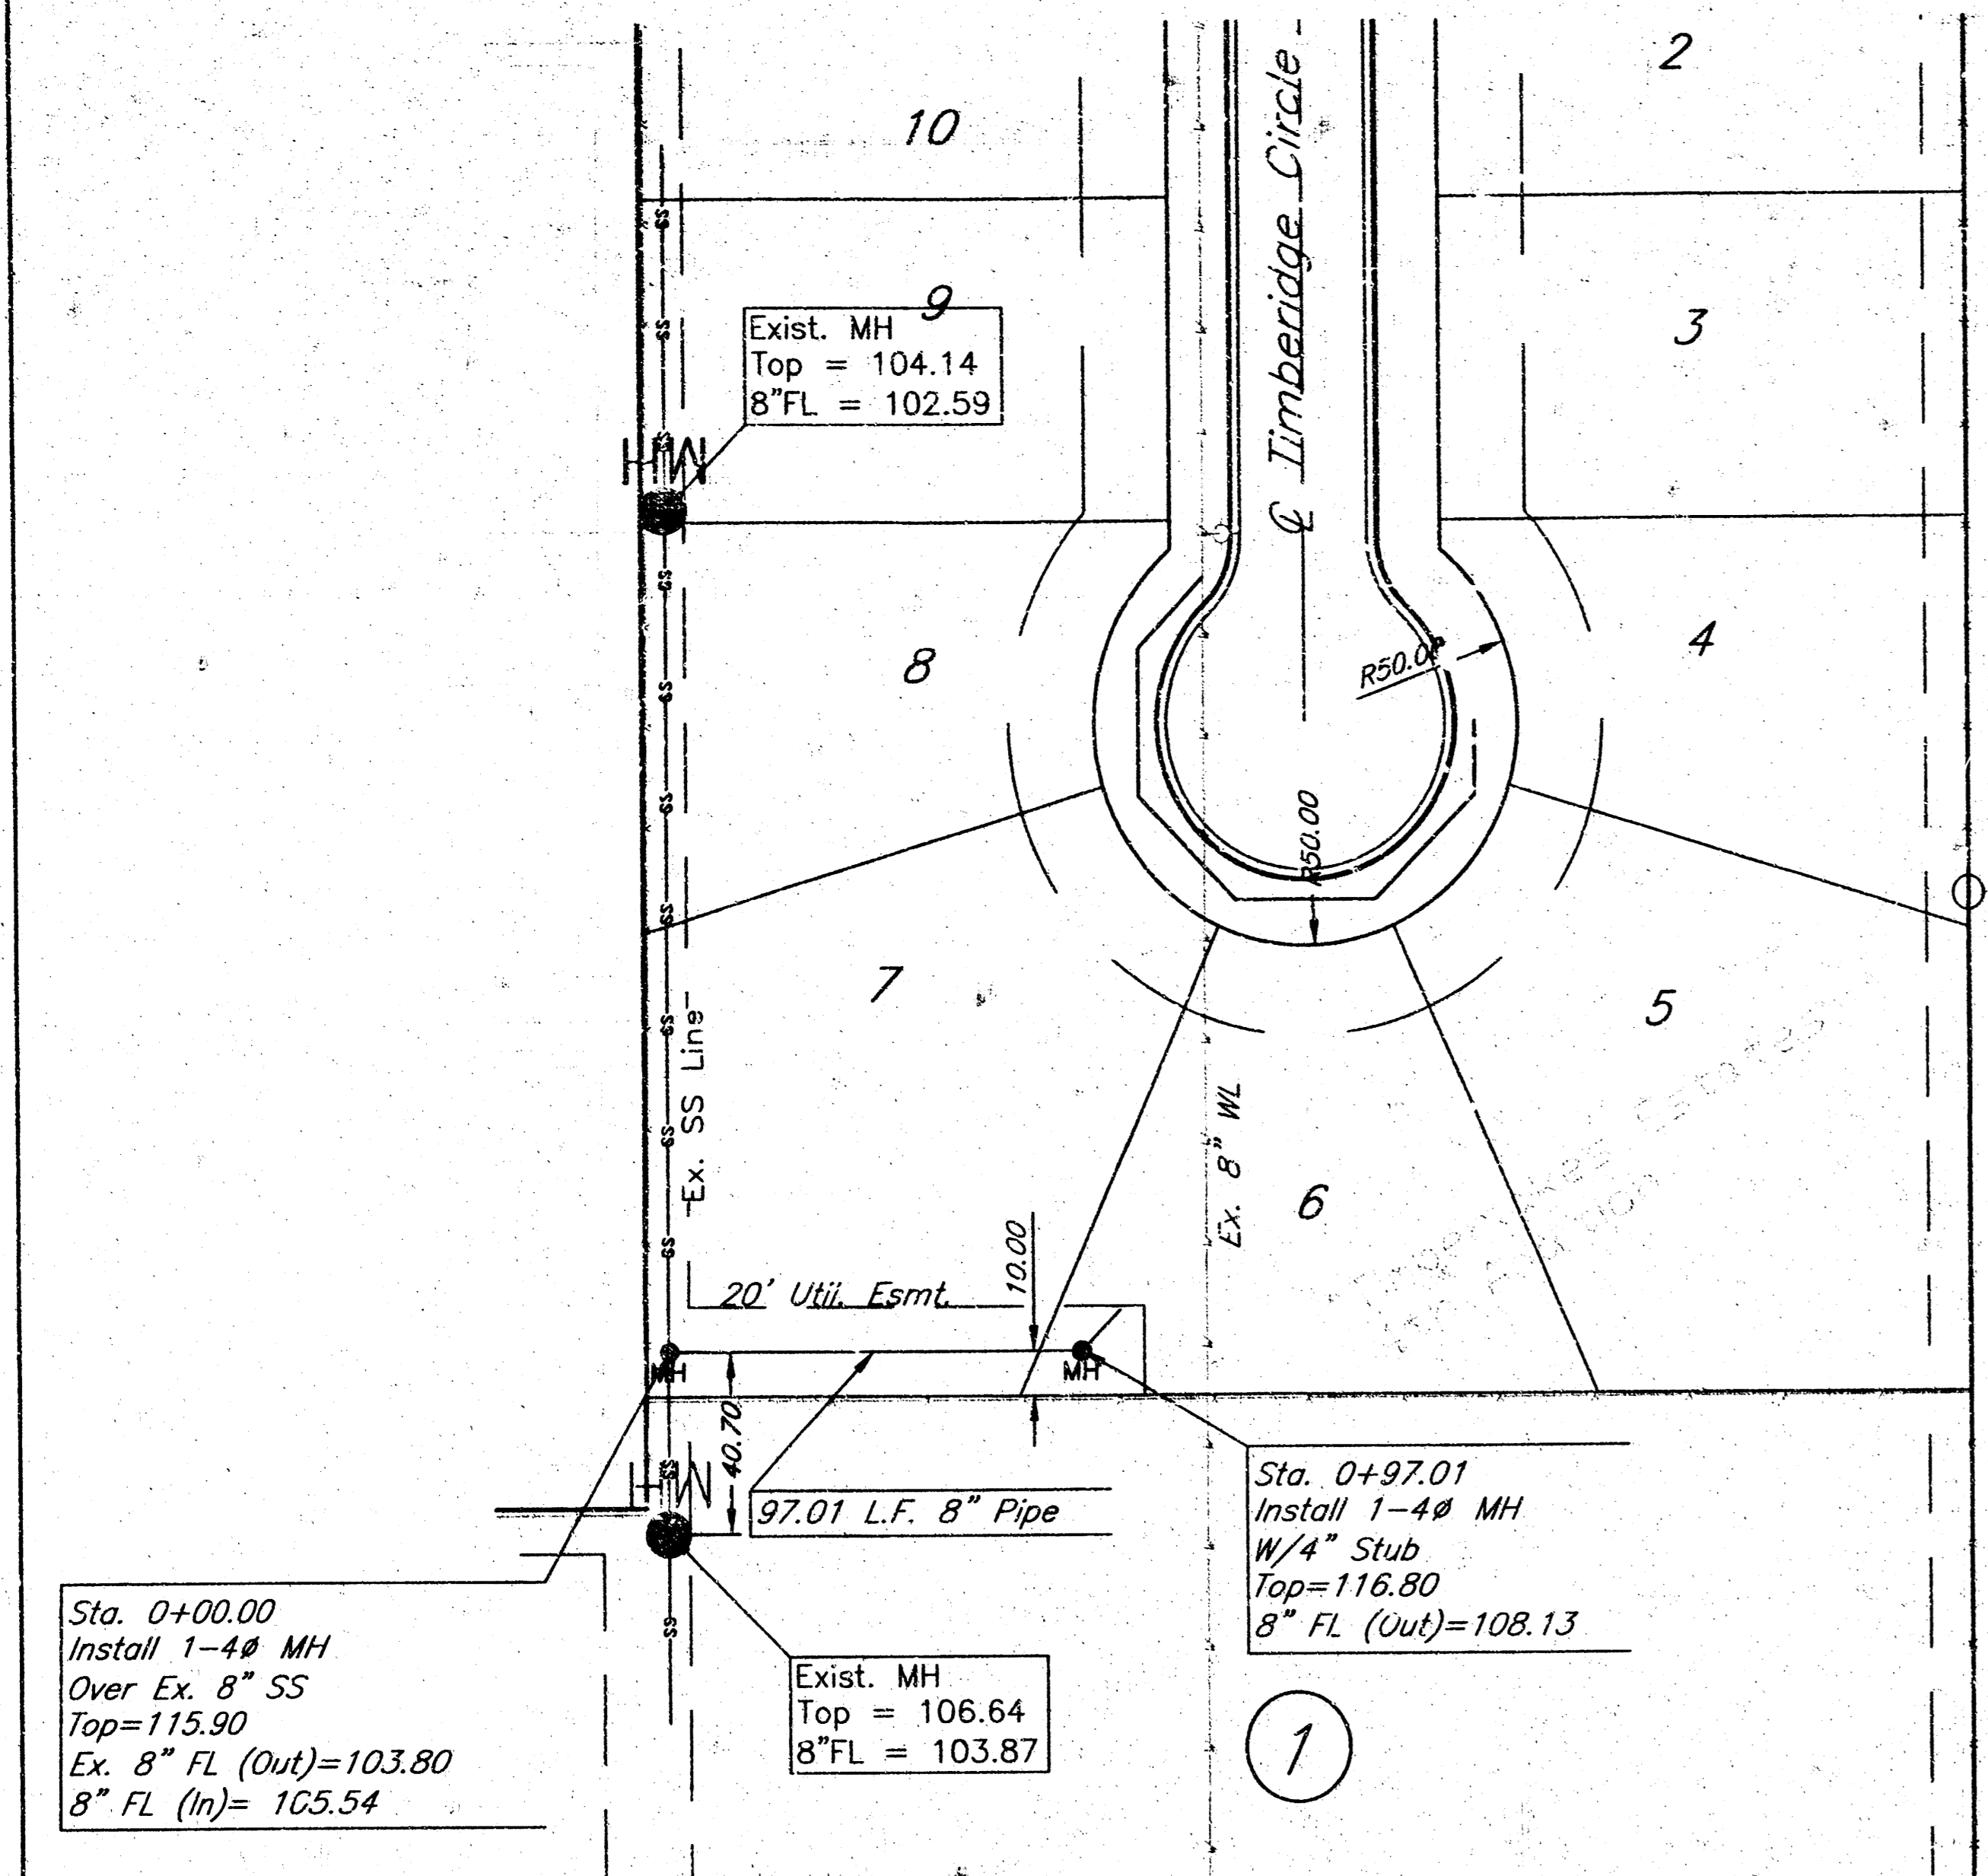 2
10
Timberidge Circle
9
3
Exist. MH
Top = 104.14
8"FL = 102.59
HW
SS
8
4
R50.0
R50.00
7
5
Ex. SS Line
Ex. 8" WL
6
10.00
20' Util. Esmt.
MH
MH
40.70
HW
97.01 L.F. 8" Pipe
Sta. 0+97.01
Install 1-4ø MH
W/4" Stub
Top=116.80
8" FL (Out)=108.13
Sta. 0+00.00
Install 1-4ø MH
Over Ex. 8" SS
Top=115.90
Ex. 8" FL (Out)=103.80
8" FL (In)= 105.54
Exist. MH
Top = 106.64
8"FL = 103.87
1